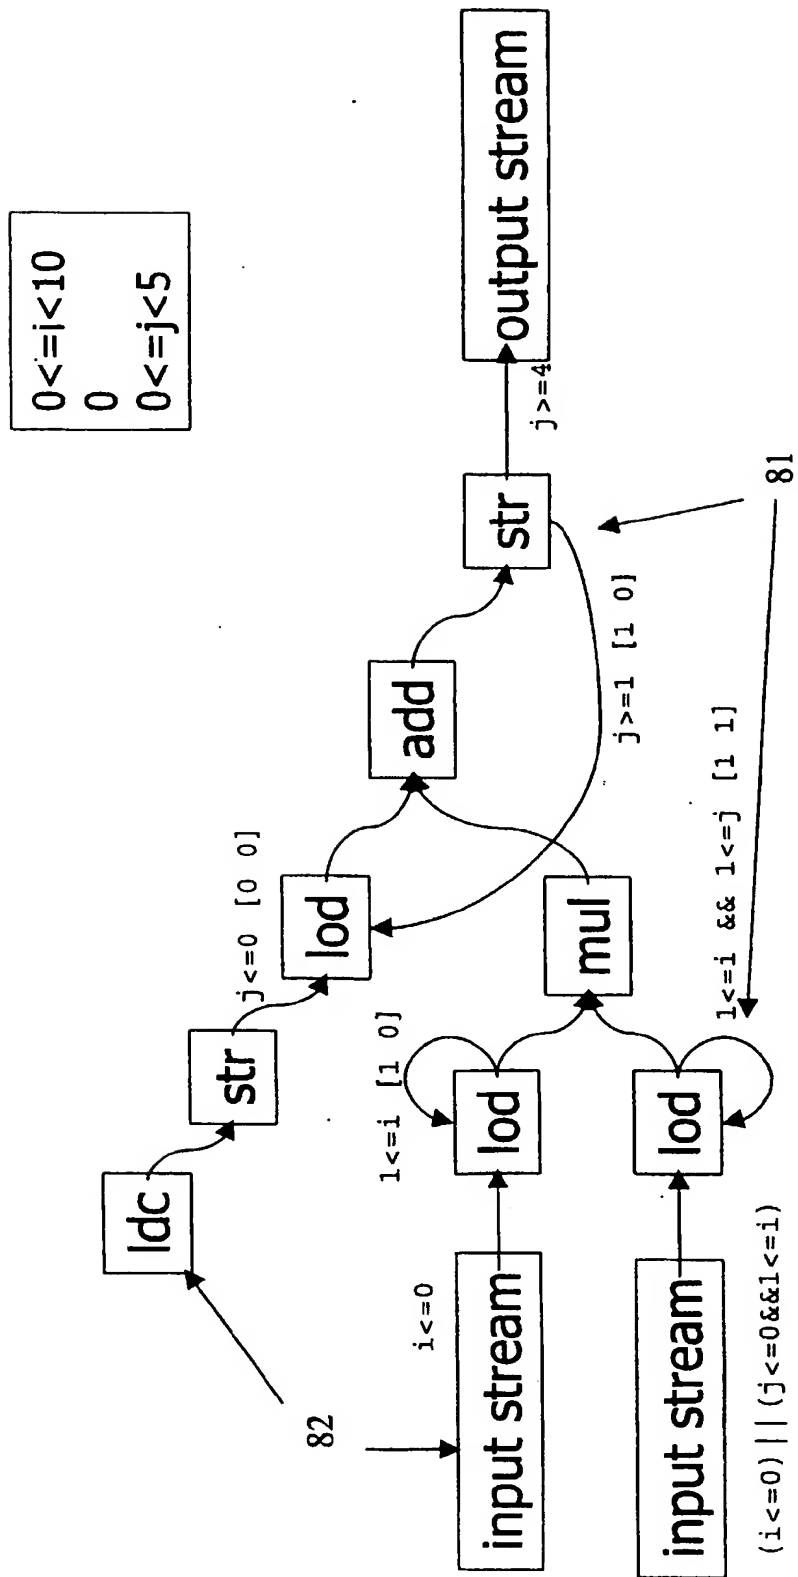 0<=i<10
0
0<=j<5
ldc
str
j<=0 [0 0]
lod
add
str
j>=4
output stream
j>=1 [1 0]
82
i<=0
input stream
1<=i [1 0]
lod
mul
input stream
(i<=0)||(j<=0&&1<=i)
lod
1<=i && 1<=j [1 1]
81